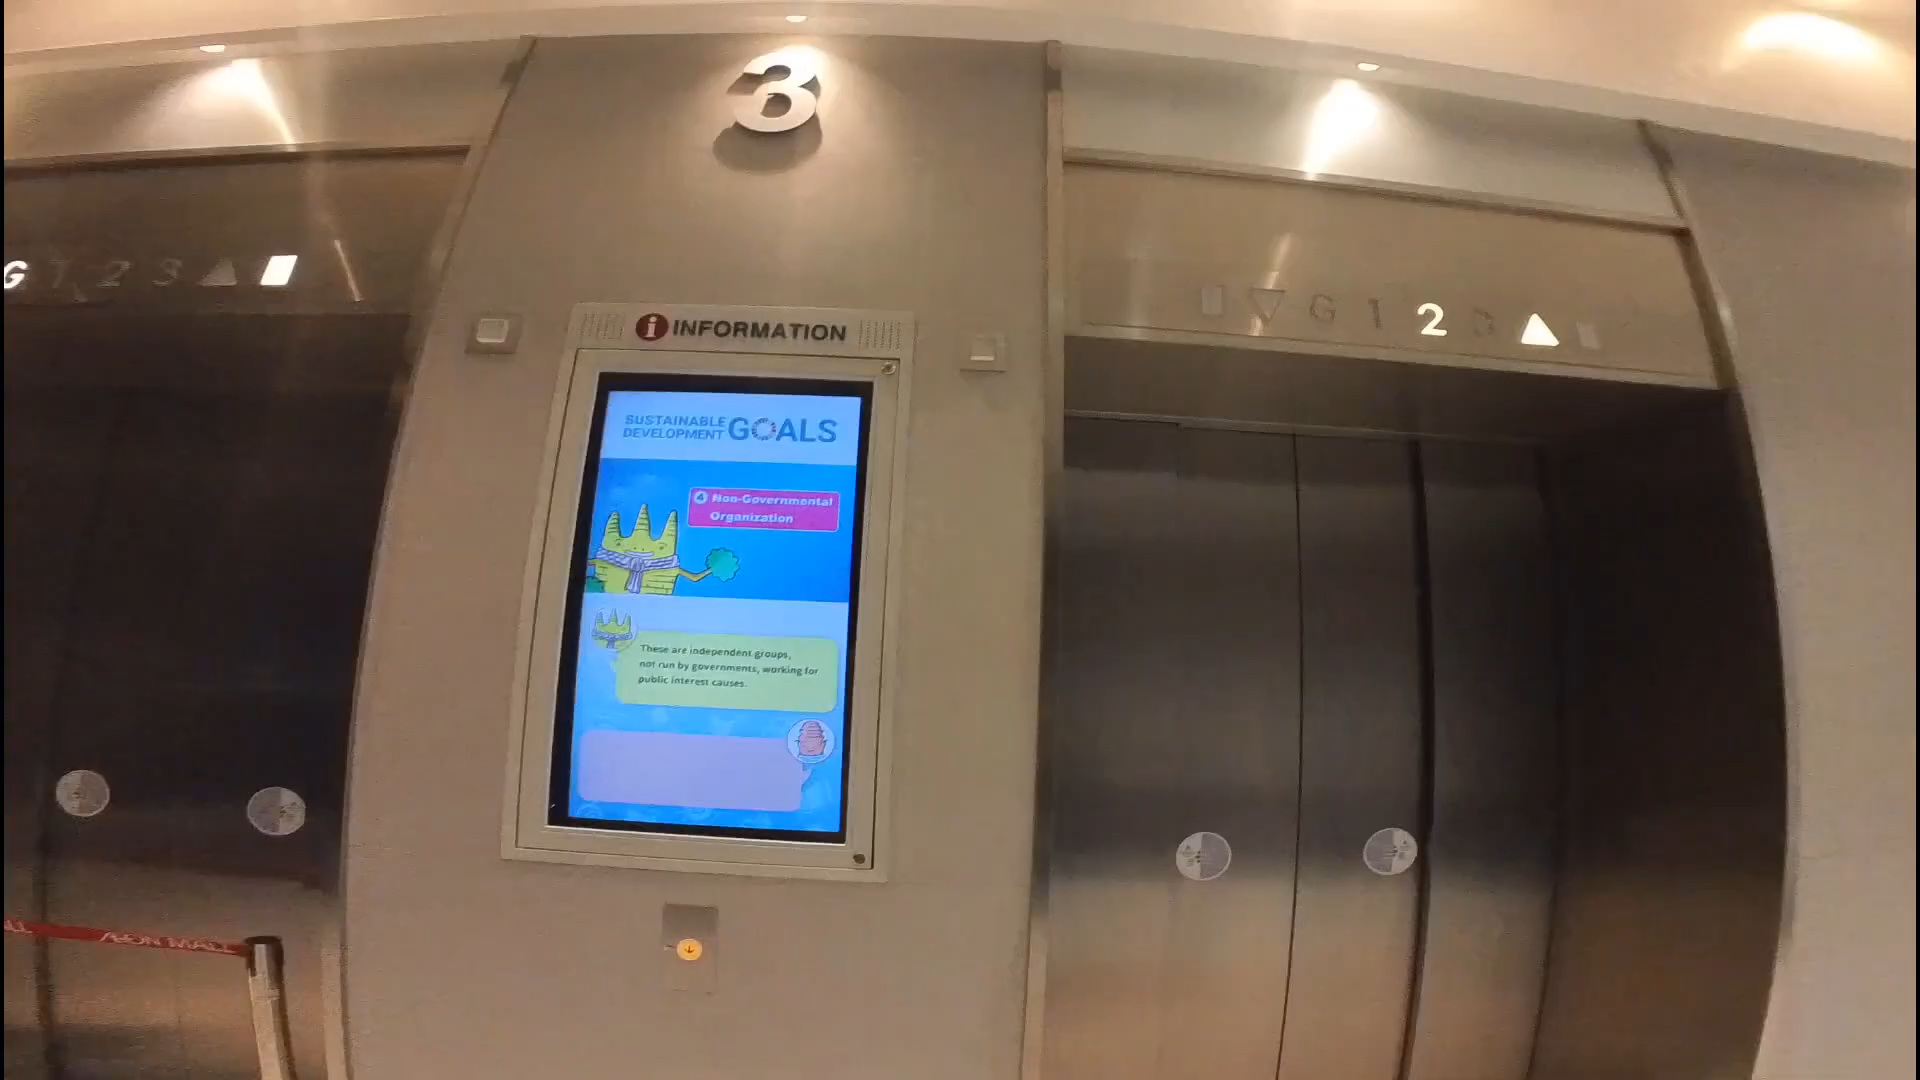 3
G 1 2 3
G 1 2 3
i INFORMATION
SUSTAINABLE
DEVELOPMENT GOALS
4 Non-Governmental
Organization
These are independent groups,
not run by governments, working for
public interest causes.
AEON MALL